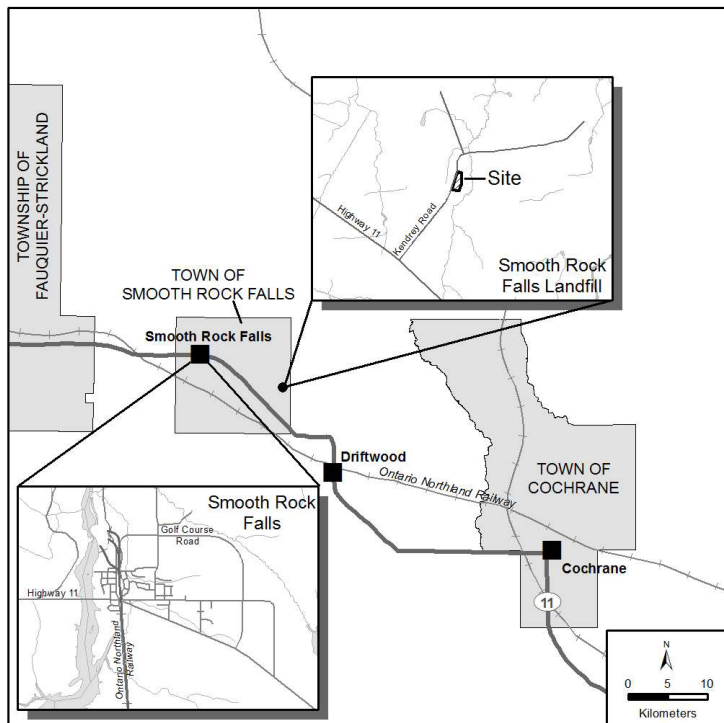 TOWNSHIP OF
FAUQUIER-STRICKLAND
Highway 11
Kendrey Road
Site
Smooth Rock
Falls Landfill
TOWN OF
SMOOTH ROCK FALLS
Smooth Rock Falls
Driftwood
Ontario Northland Railway
TOWN OF
COCHRANE
Cochrane
11
Smooth Rock
Falls
Golf Course
Road
Highway 11
Ontario Northland
Railway
N
0 5 10
Kilometers